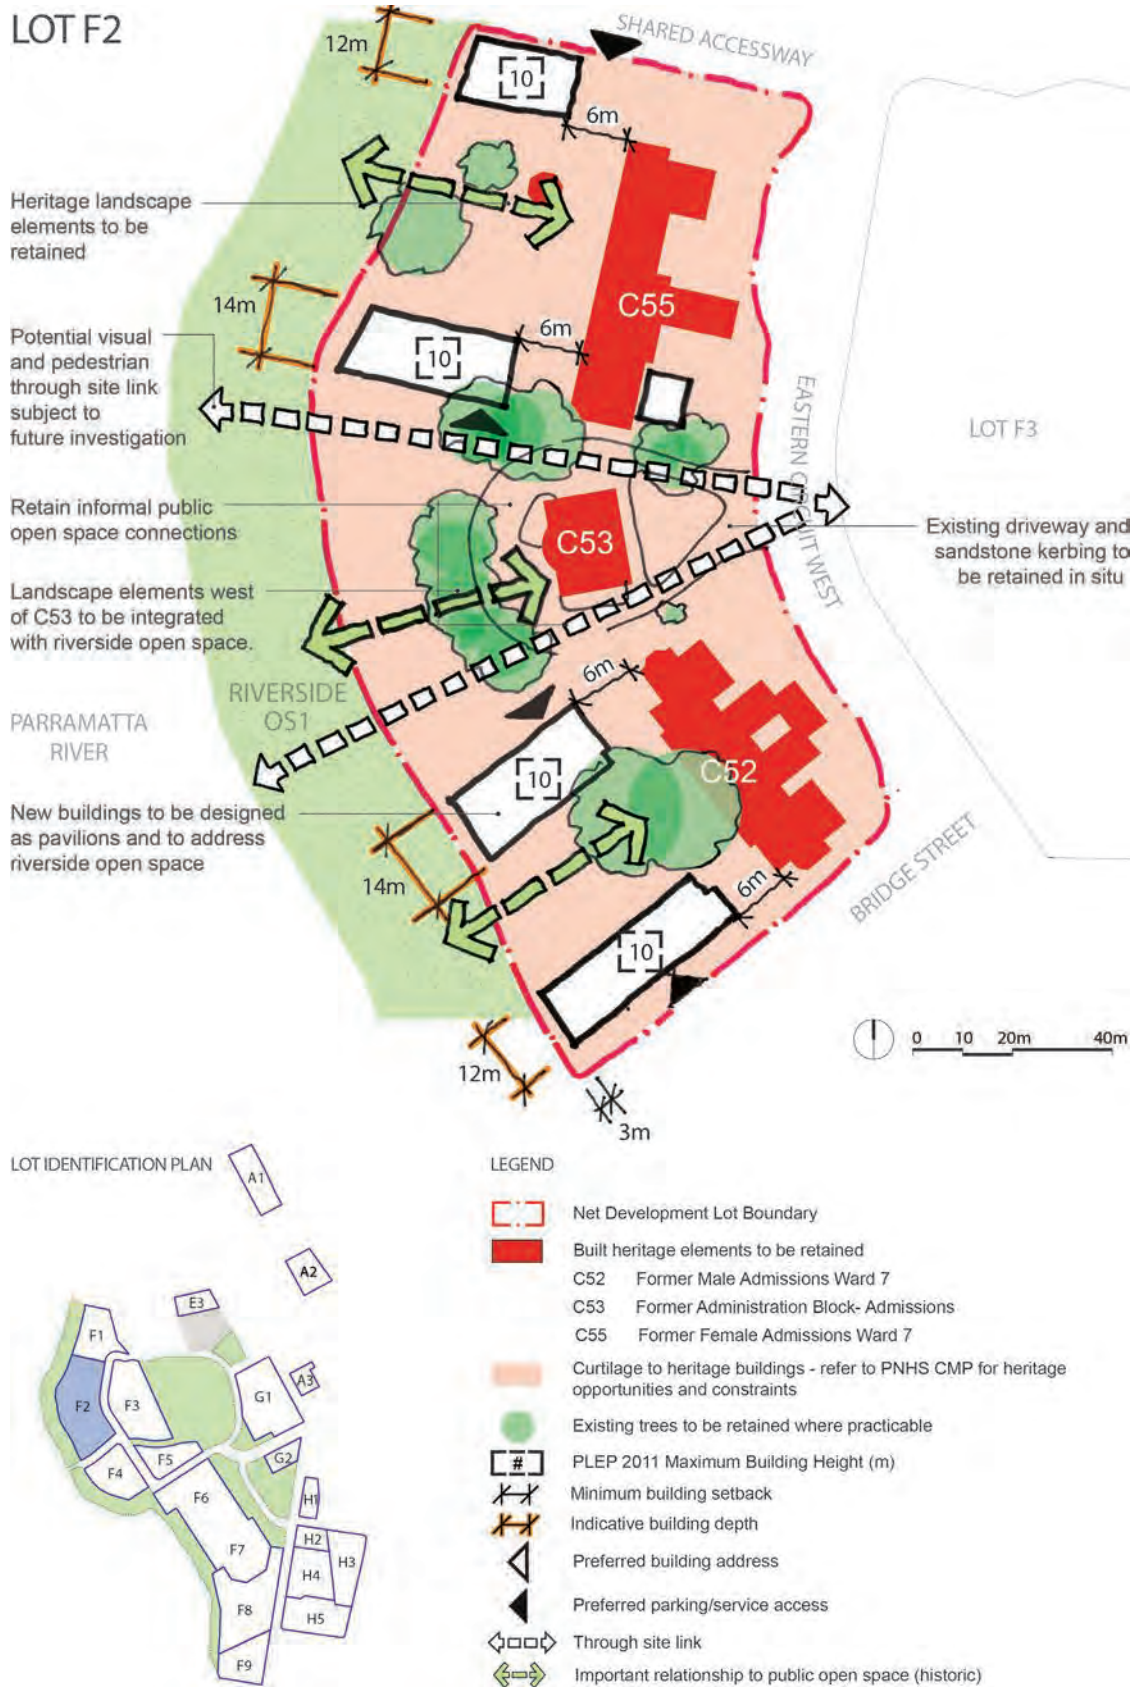 LOT F2
SHARED ACCESSWAY
12m
10
6m
Heritage landscape
elements to be
retained
C55
14m
6m
10
Potential visual
and pedestrian
through site link
subject to
future investigation
EASTERN CIRCUIT WEST
LOT F3
Retain informal public
open space connections
C53
Existing driveway and
sandstone kerbing to
be retained in situ
Landscape elements west
of C53 to be integrated
with riverside open space.
6m
RIVERSIDE
OS1
PARRAMATTA
RIVER
C52
10
New buildings to be designed
as pavilions and to address
riverside open space
BRIDGE STREET
14m
6m
10
12m
3m
0 10 20m 40m
LOT IDENTIFICATION PLAN
A1
A2
E3
F1
F2
F3
A3
G1
F4
F5
G2
F6
H1
H2
H3
F7
H4
F8
H5
F9
LEGEND
Net Development Lot Boundary
Built heritage elements to be retained
C52 Former Male Admissions Ward 7
C53 Former Administration Block- Admissions
C55 Former Female Admissions Ward 7
Curtilage to heritage buildings - refer to PNHS CMP for heritage
opportunities and constraints
Existing trees to be retained where practicable
# PLEP 2011 Maximum Building Height (m)
Minimum building setback
Indicative building depth
Preferred building address
Preferred parking/service access
Through site link
Important relationship to public open space (historic)